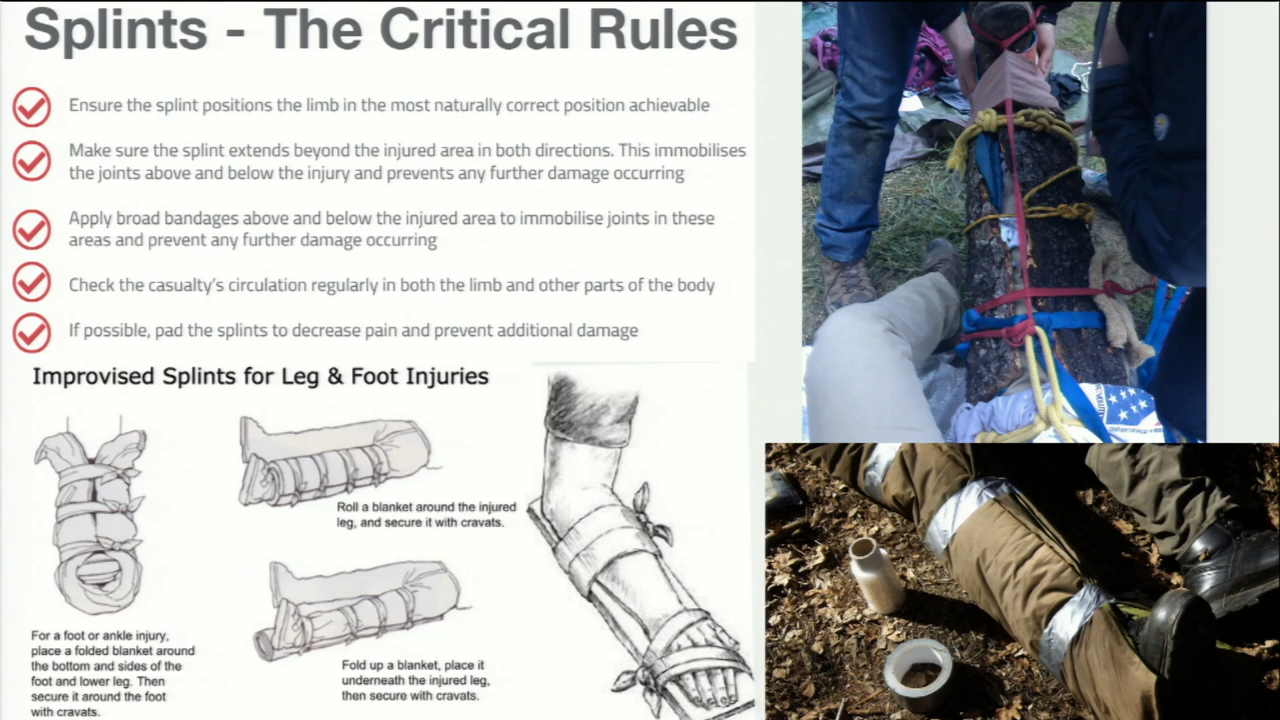 Splints - The Critical Rules
Ensure the splint positions the limb in the most naturally correct position achievable
Make sure the splint extends beyond the injured area in both directions. This immobilises
the joints above and below the injury and prevents any further damage occurring
Apply broad bandages above and below the injured area to immobilise joints in these
areas and prevent any further damage occurring
Check the casualty's circulation regularly in both the limb and other parts of the body
If possible, pad the splints to decrease pain and prevent additional damage
Improvised Splints for Leg & Foot Injuries
Roll a blanket around the injured
leg, and secure it with cravats.
For a foot or ankle injury,
place a folded blanket around
the bottom and sides of the
foot and lower leg. Then
secure it around the foot
with cravats.
Fold up a blanket, place it
underneath the injured leg,
then secure with cravats.